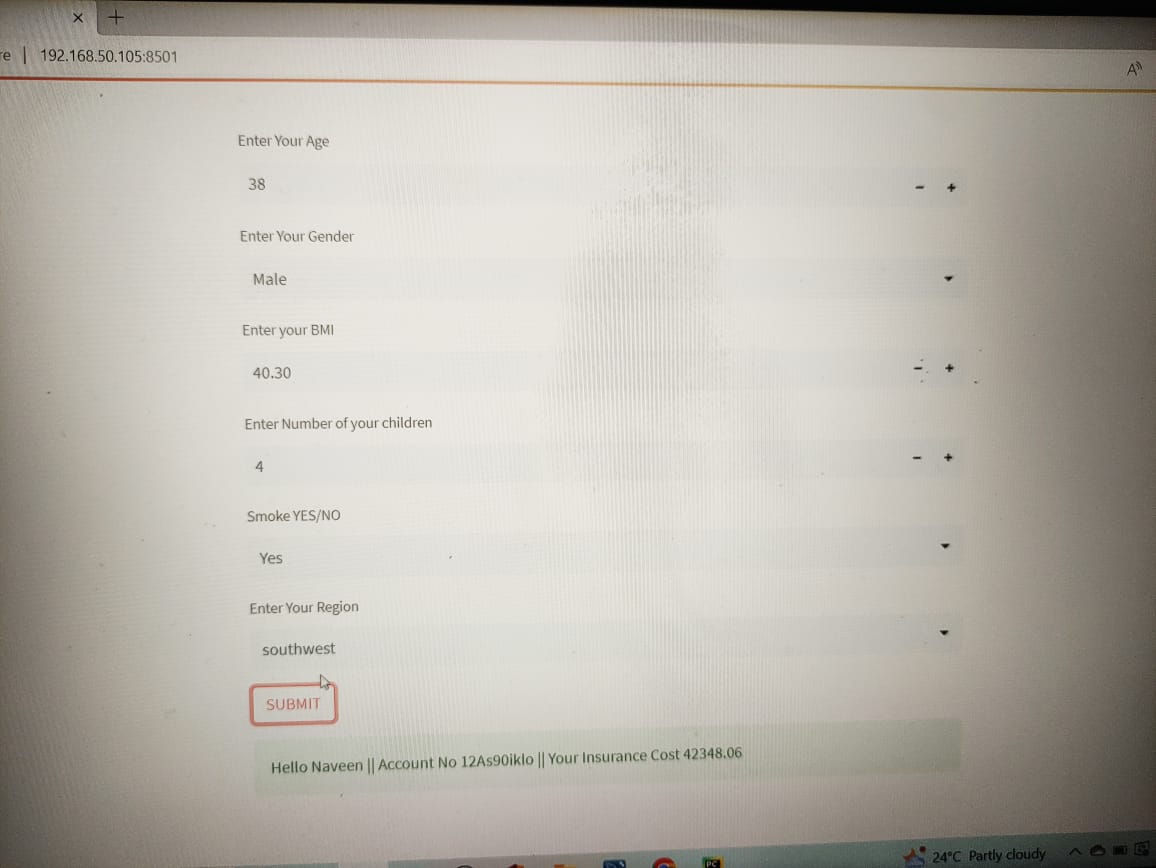 × +
re | 192.168.50.105:8501
A
Enter Your Age
38
- +
Enter Your Gender
Male
Enter your BMI
40.30
- +
Enter Number of your children
4
- +
Smoke YES/NO
Yes
Enter Your Region
southwest
SUBMIT
Hello Naveen || Account No 12As90iklo || Your Insurance Cost 42348.06
PC
24°C Partly cloudy